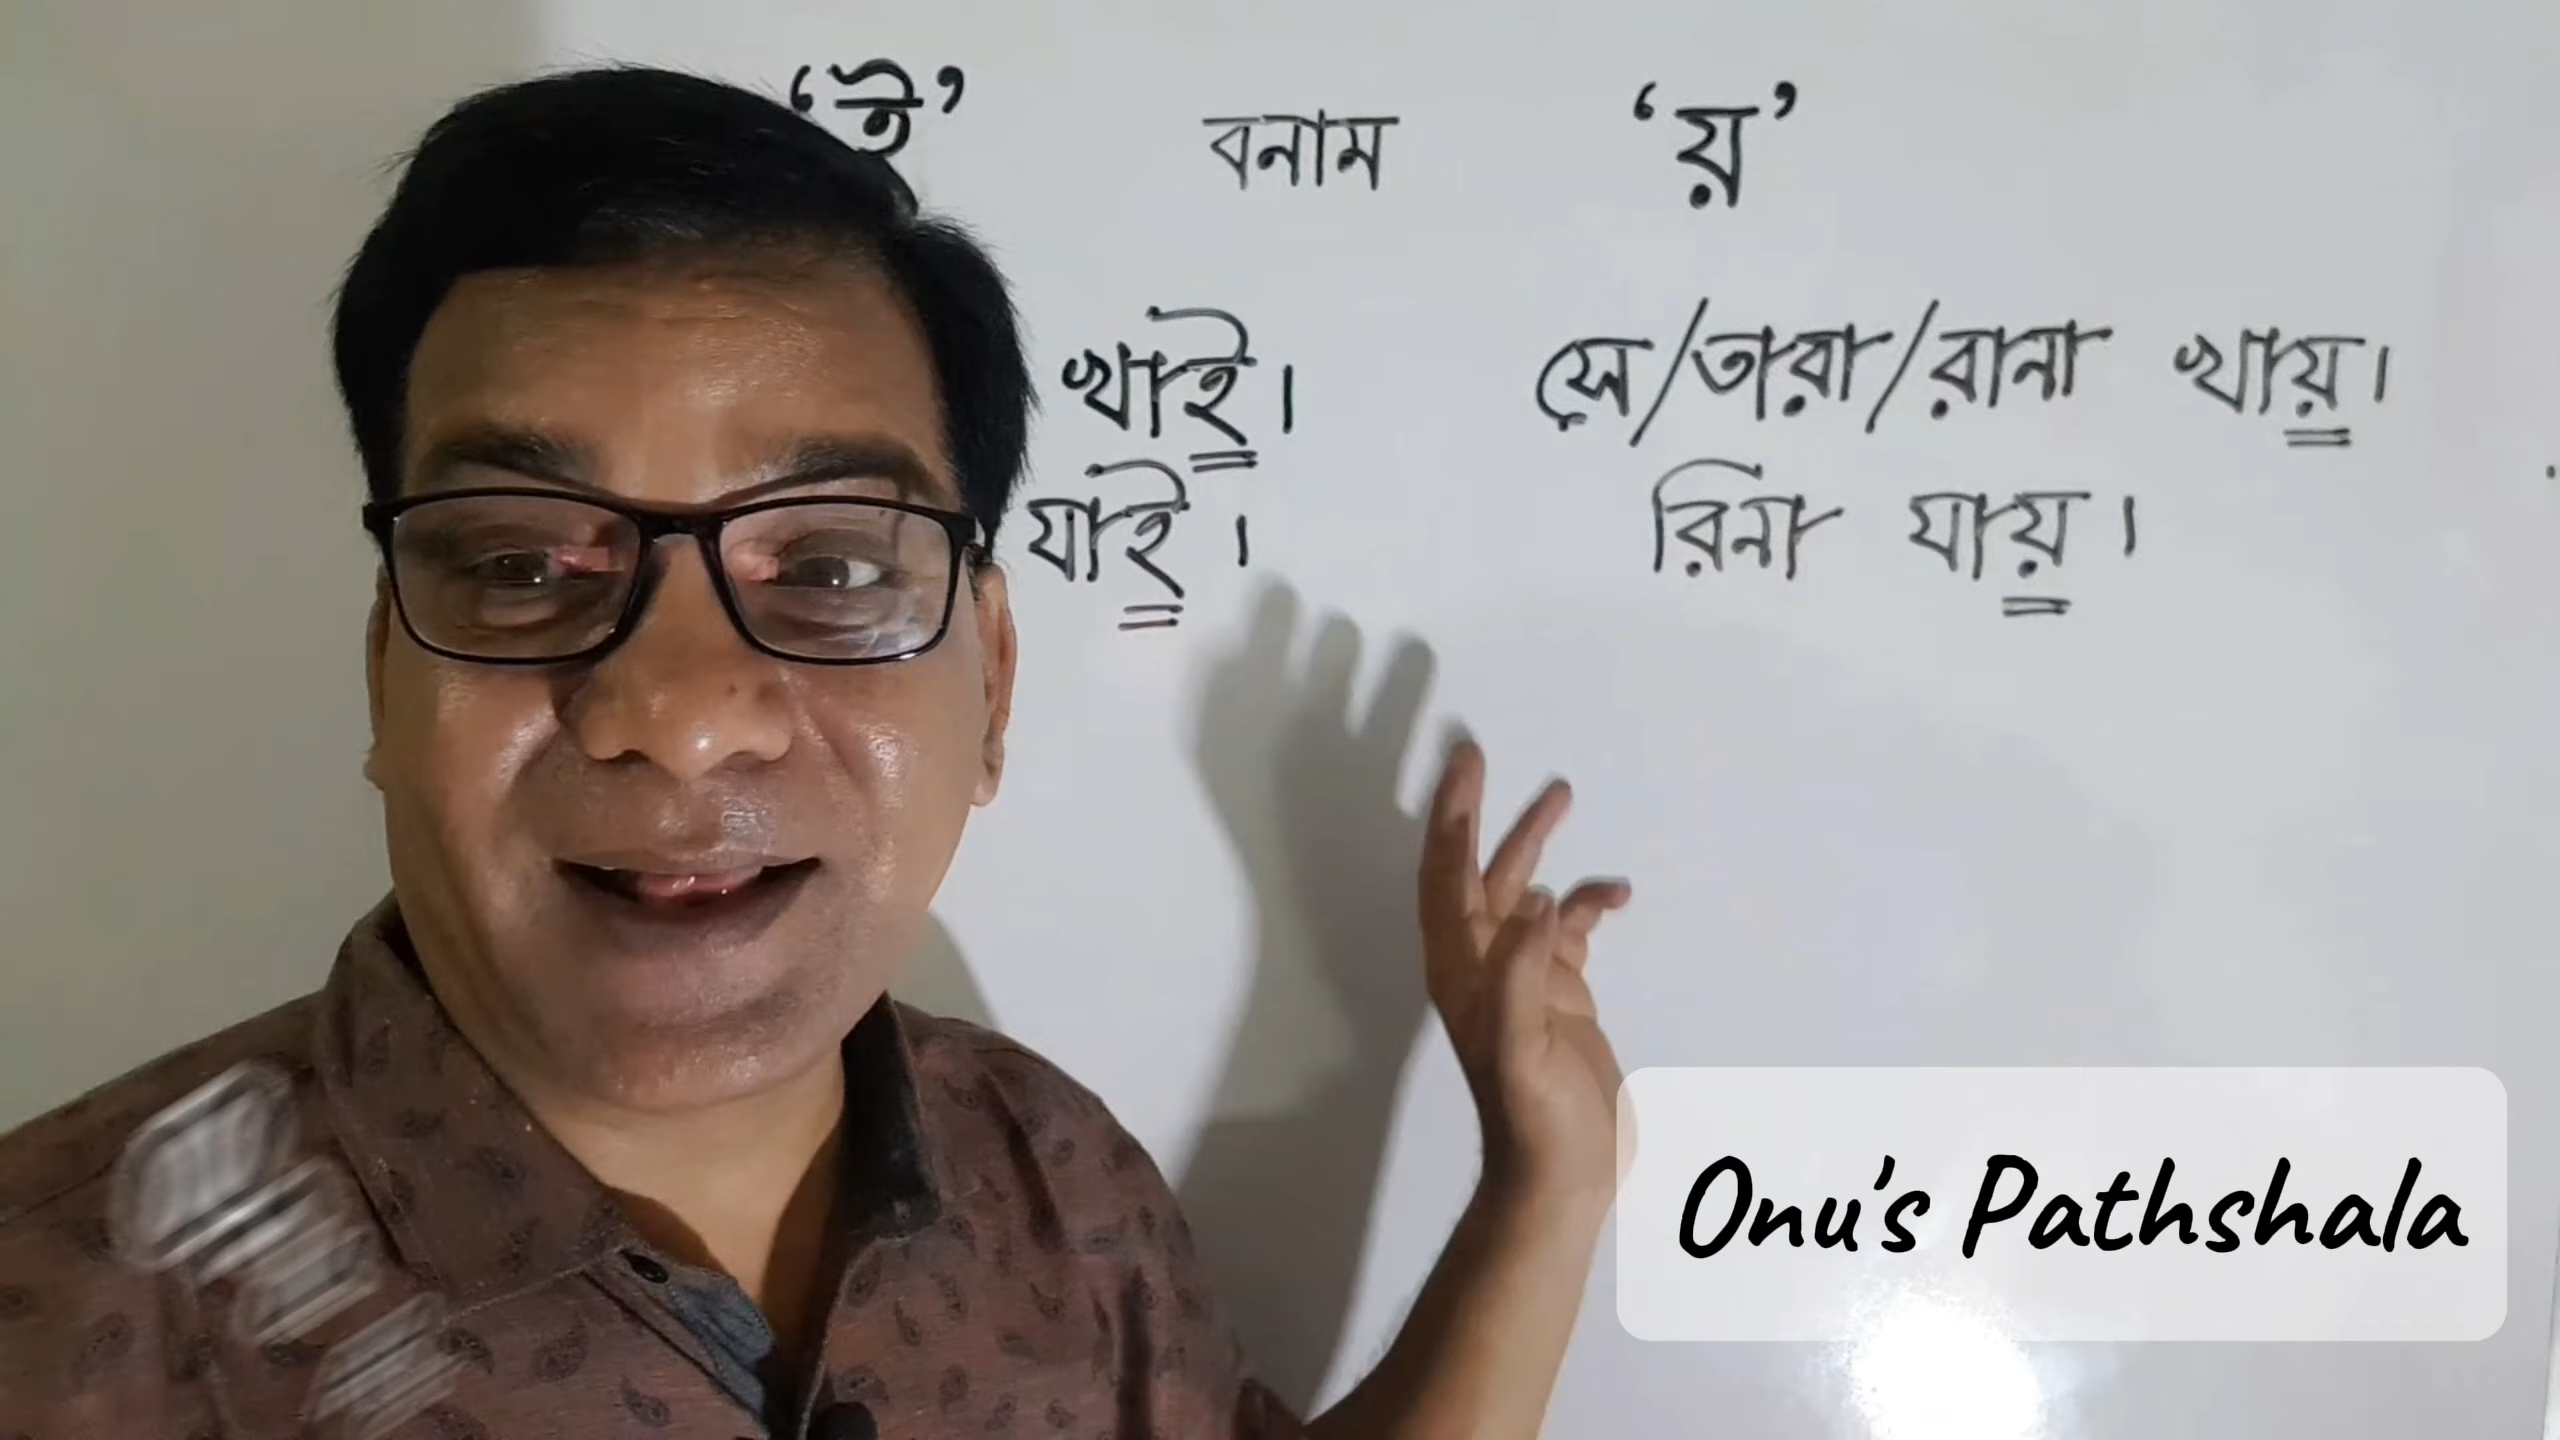 ‘ই’ বনাম ‘য়’
খাই। সে/তারা/রানা খায়।
যাই। রিনা যায়।
Onu's Pathshala